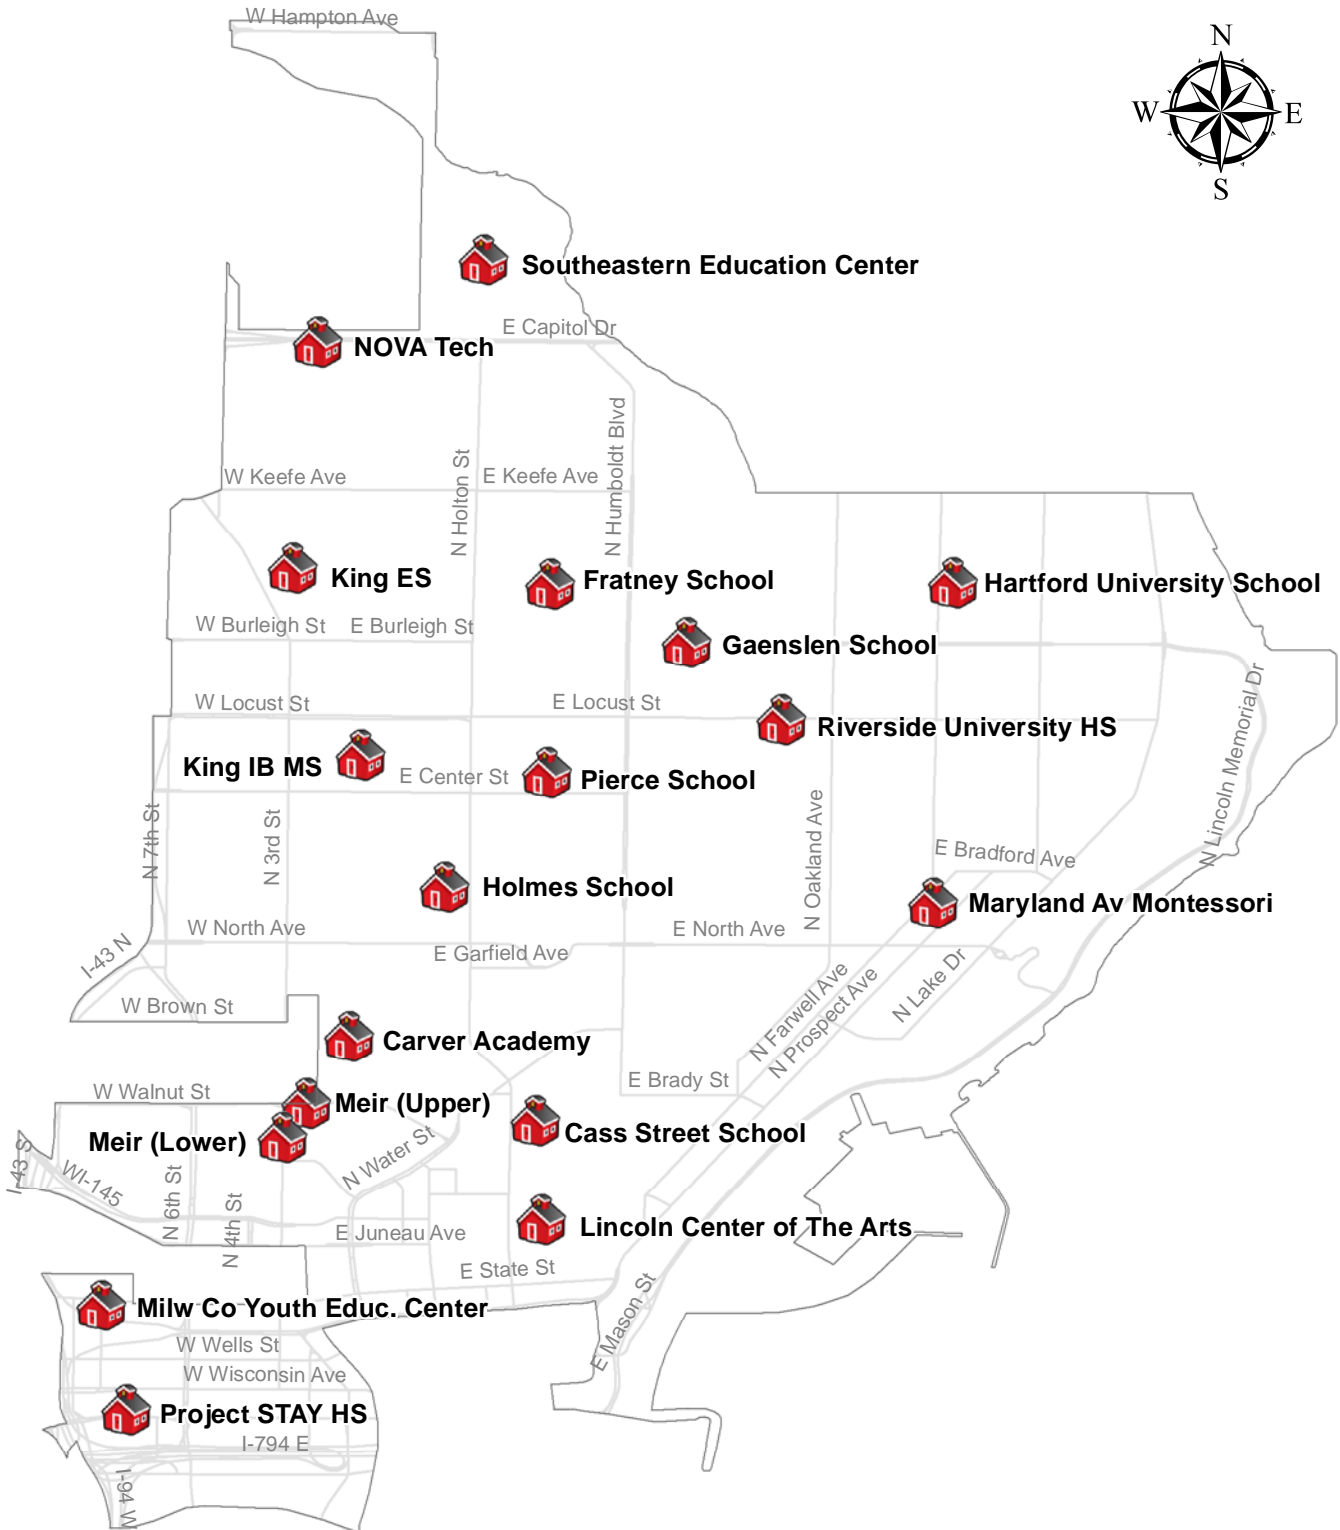 W Hampton Ave
N
W
E
S
Southeastern Education Center
E Capitol Dr
NOVA Tech
N Humboldt Blvd
N Holton St
W Keefe Ave
E Keefe Ave
King ES
Fratney School
Hartford University School
W Burleigh St
E Burleigh St
Gaenslen School
W Locust St
E Locust St
N Lincoln Memorial Dr
Riverside University HS
King IB MS
E Center St
Pierce School
N 7th St
N 3rd St
N Oakland Ave
E Bradford Ave
Holmes School
Maryland Av Montessori
W North Ave
E North Ave
I-43 N
E Garfield Ave
N Farwell Ave
N Prospect Ave
N Lake Dr
W Brown St
Carver Academy
E Brady St
W Walnut St
Meir (Upper)
Meir (Lower)
Cass Street School
I-43 S
WI-145
N 6th St
N 4th St
N Water St
E Juneau Ave
Lincoln Center of The Arts
E State St
E Mason St
Milw Co Youth Educ. Center
W Wells St
W Wisconsin Ave
Project STAY HS
I-794 E
I-94 W